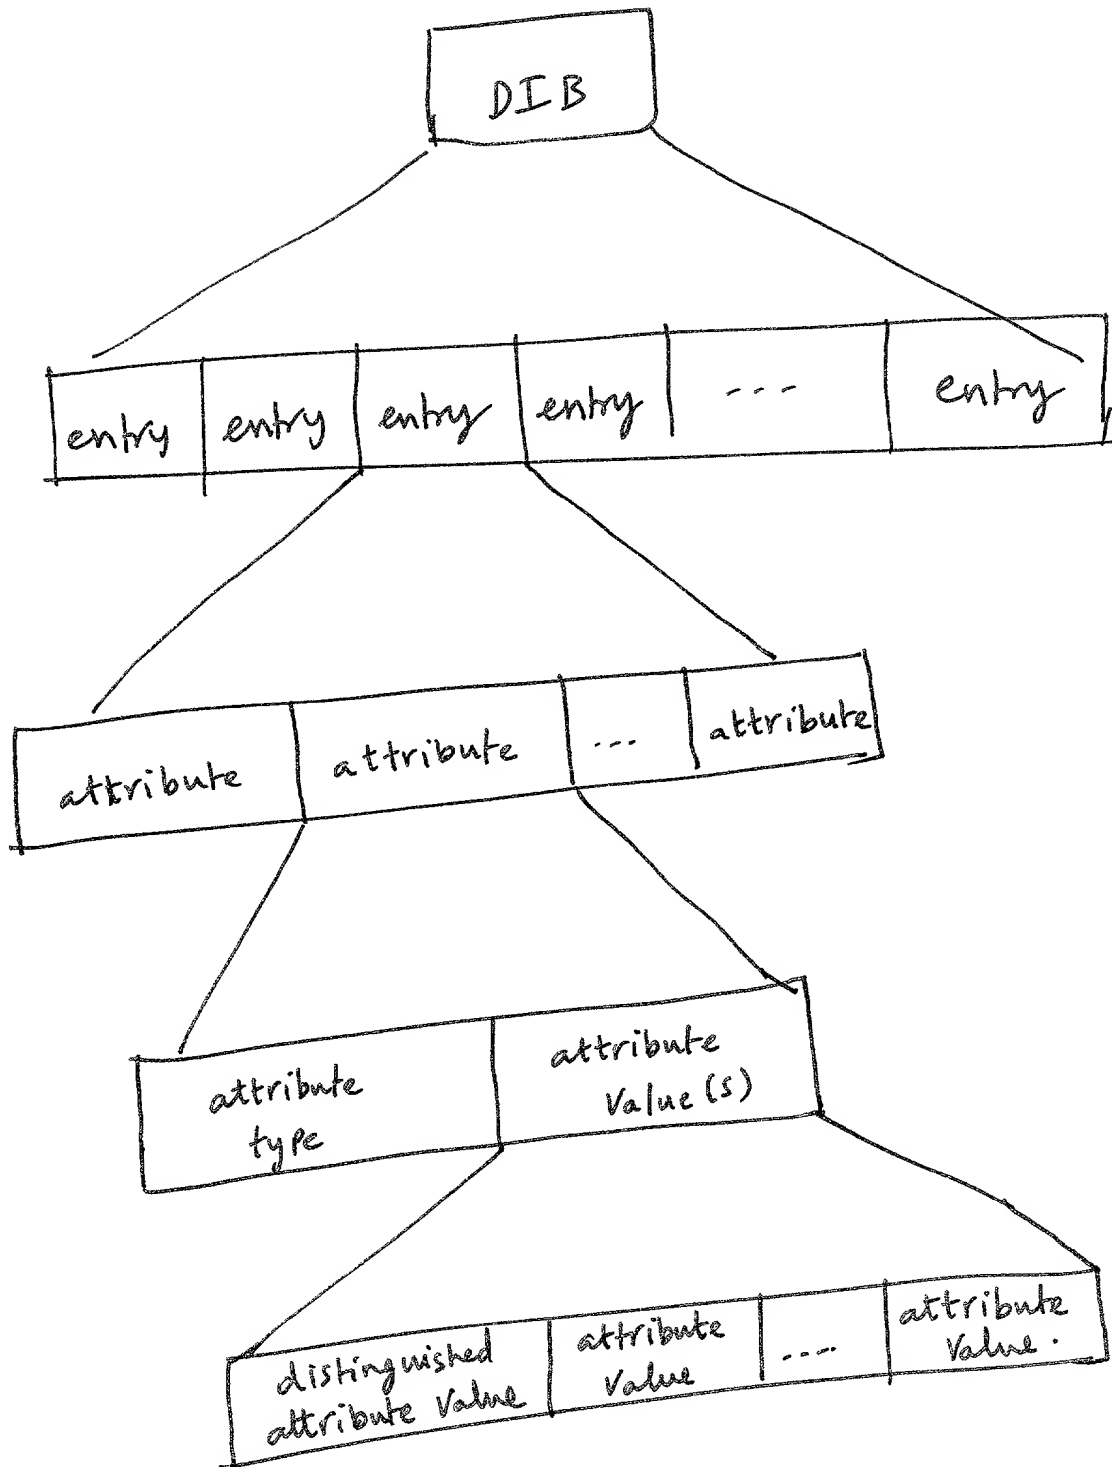 DIB
entry entry entry entry --- entry
attribute attribute ... attribute
attribute attribute
type value(s)
distinguished attribute .... attribute
attribute value value value.